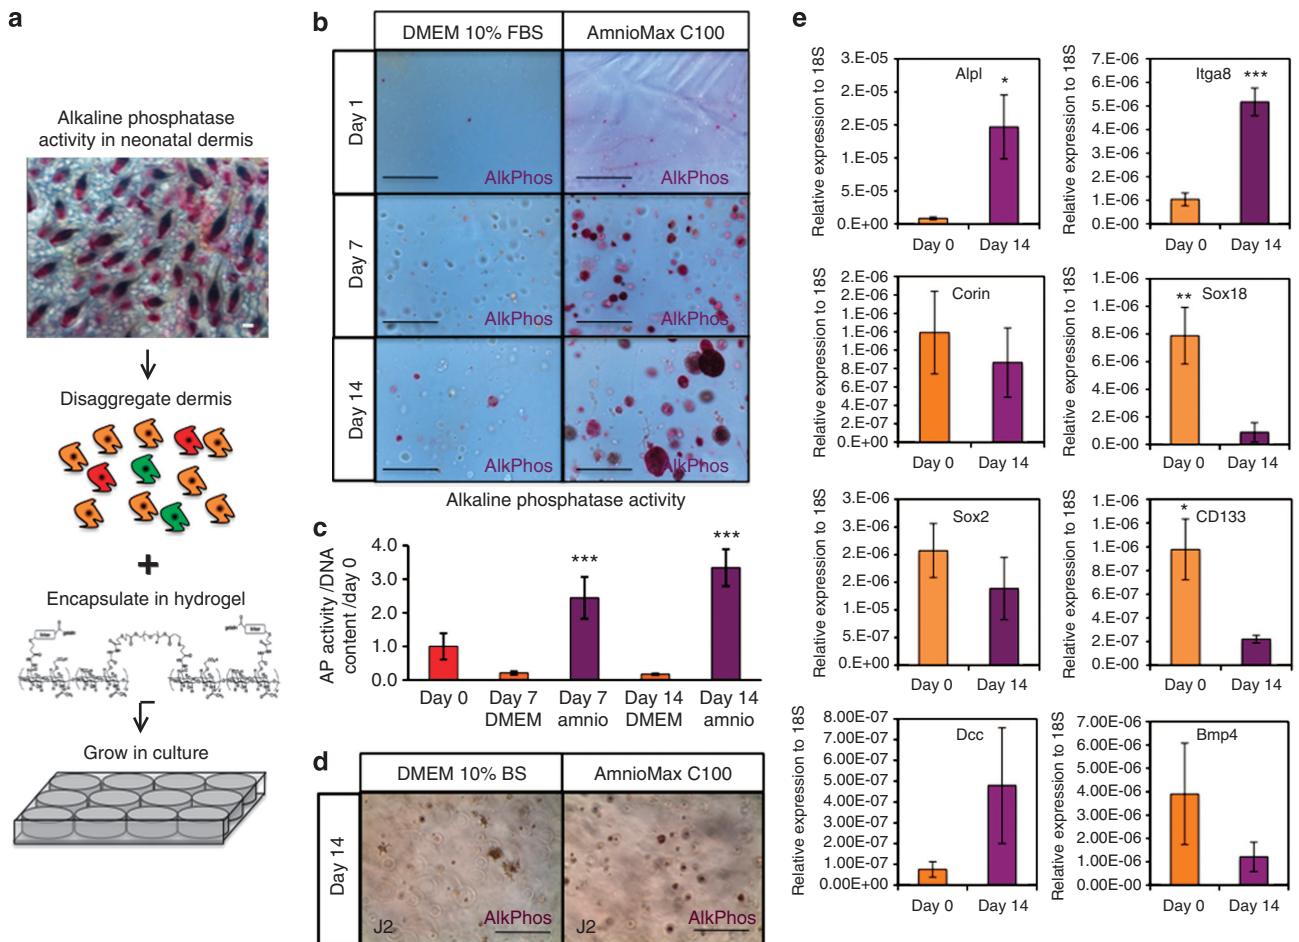 a
Alkaline phosphatase
activity in neonatal dermis
Disaggregate dermis
+
Encapsulate in hydrogel
Grow in culture
b
DMEM 10% FBS
AmnioMax C100
Day 1
AlkPhos
AlkPhos
Day 7
AlkPhos
AlkPhos
Day 14
AlkPhos
AlkPhos
Alkaline phosphatase activity
c
AP activity /DNA
content /day 0
4.0
3.0
2.0
1.0
0.0
***
***
Day 0
Day 7
DMEM
Day 7
amnio
Day 14
DMEM
Day 14
amnio
d
DMEM 10% BS
AmnioMax C100
Day 14
J2
AlkPhos
J2
AlkPhos
e
Relative expression to 18S
3.E-05
2.E-05
2.E-05
1.E-05
5.E-05
0.E+00
Alpl
*
Day 0
Day 14
Relative expression to 18S
7.E-06
6.E-06
5.E-06
4.E-06
3.E-06
2.E-06
1.E-06
0.E-00
Itga8
***
Day 0
Day 14
Relative expression to 18S
2.E-06
2.E-06
1.E-06
1.E-06
1.E-06
8.E-07
6.E-07
4.E-07
2.E-07
0.E+00
Corin
Day 0
Day 14
Relative expression to 18S
1.E-06
1.E-06
8.E-06
6.E-06
4.E-06
2.E-06
0.E-00
Sox18
**
Day 0
Day 14
Relative expression to 18S
3.E-06
3.E-06
2.E-06
2.E-06
1.E-06
5.E-07
0.E+00
Sox2
Day 0
Day 14
Relative expression to 18S
1.E-06
1.E-06
1.E-06
8.E-07
7.E-07
5.E-07
2.E-07
0.E-00
CD133
*
Day 0
Day 14
Relative expression to 18S
8.00E-07
7.00E-07
6.00E-07
5.00E-07
4.00E-07
3.00E-07
2.00E-07
1.00E-07
0.00E+00
Dcc
Day 0
Day 14
Relative expression to 18S
7.00E-06
6.00E-06
5.00E-06
4.00E-06
3.00E-06
2.00E-06
1.00E-06
0.00E-00
Bmp4
Day 0
Day 14